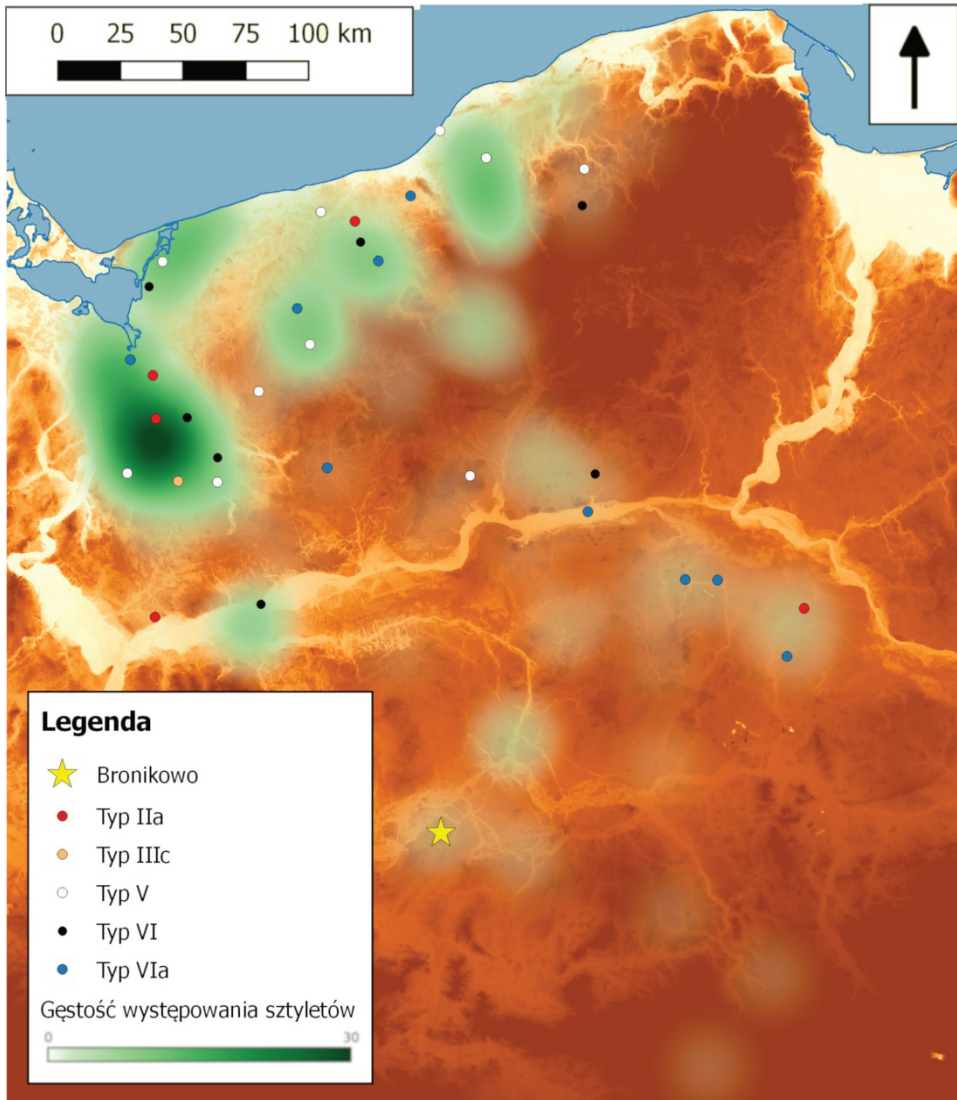 0 25 50 75 100 km
Legenda
Bronikowo
Typ IIa
Typ IIIc
Typ V
Typ VI
Typ VIa
Gęstość występowania sztyletów
0 30